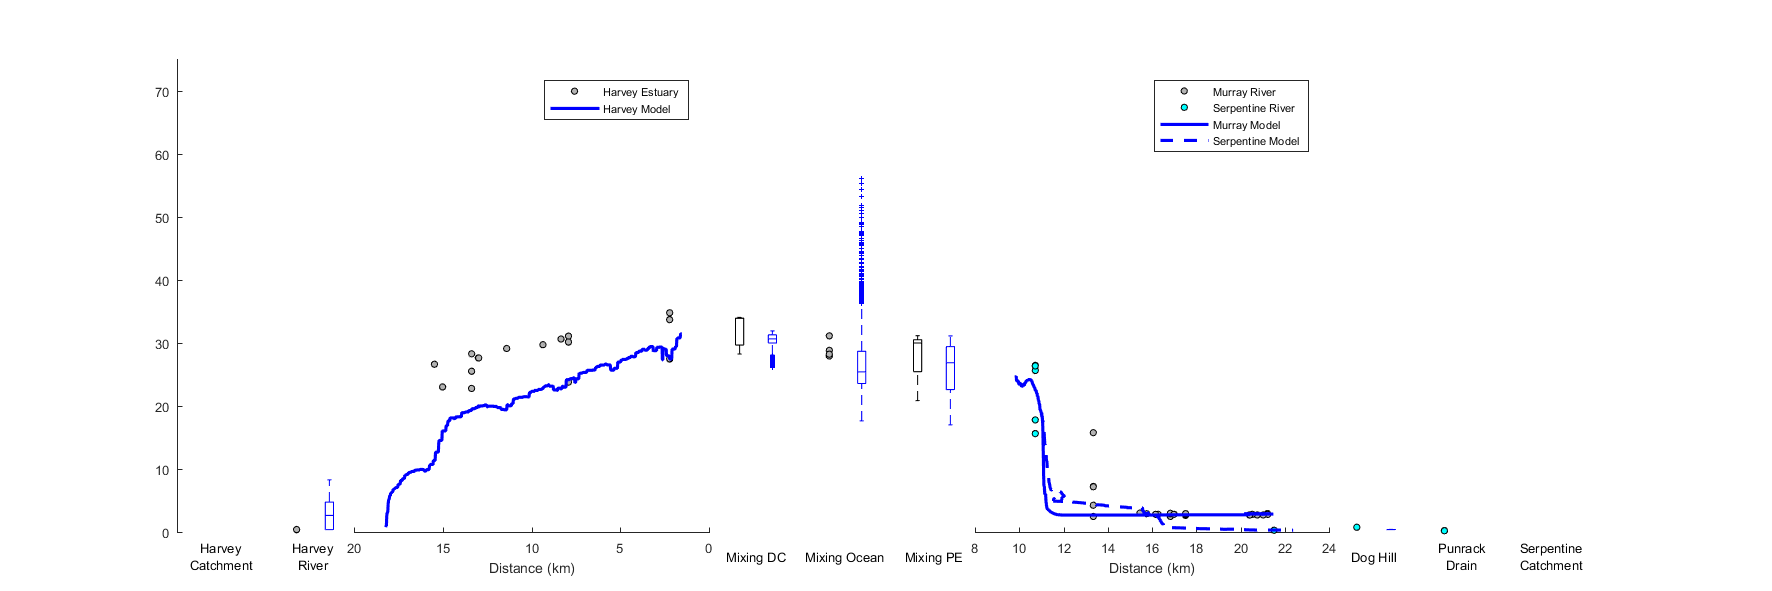 70
60
50
40
30
20
10
0
Harvey Estuary
Harvey Model
Murray River
Serpentine River
Murray Model
Serpentine Model
20 15 10 5 0
8 10 12 14 16 18 20 22 24
Harvey
Catchment
Harvey
River
Distance (km)
Mixing DC
Mixing Ocean
Mixing PE
Distance (km)
Dog Hill
Punrack
Drain
Serpentine
Catchment